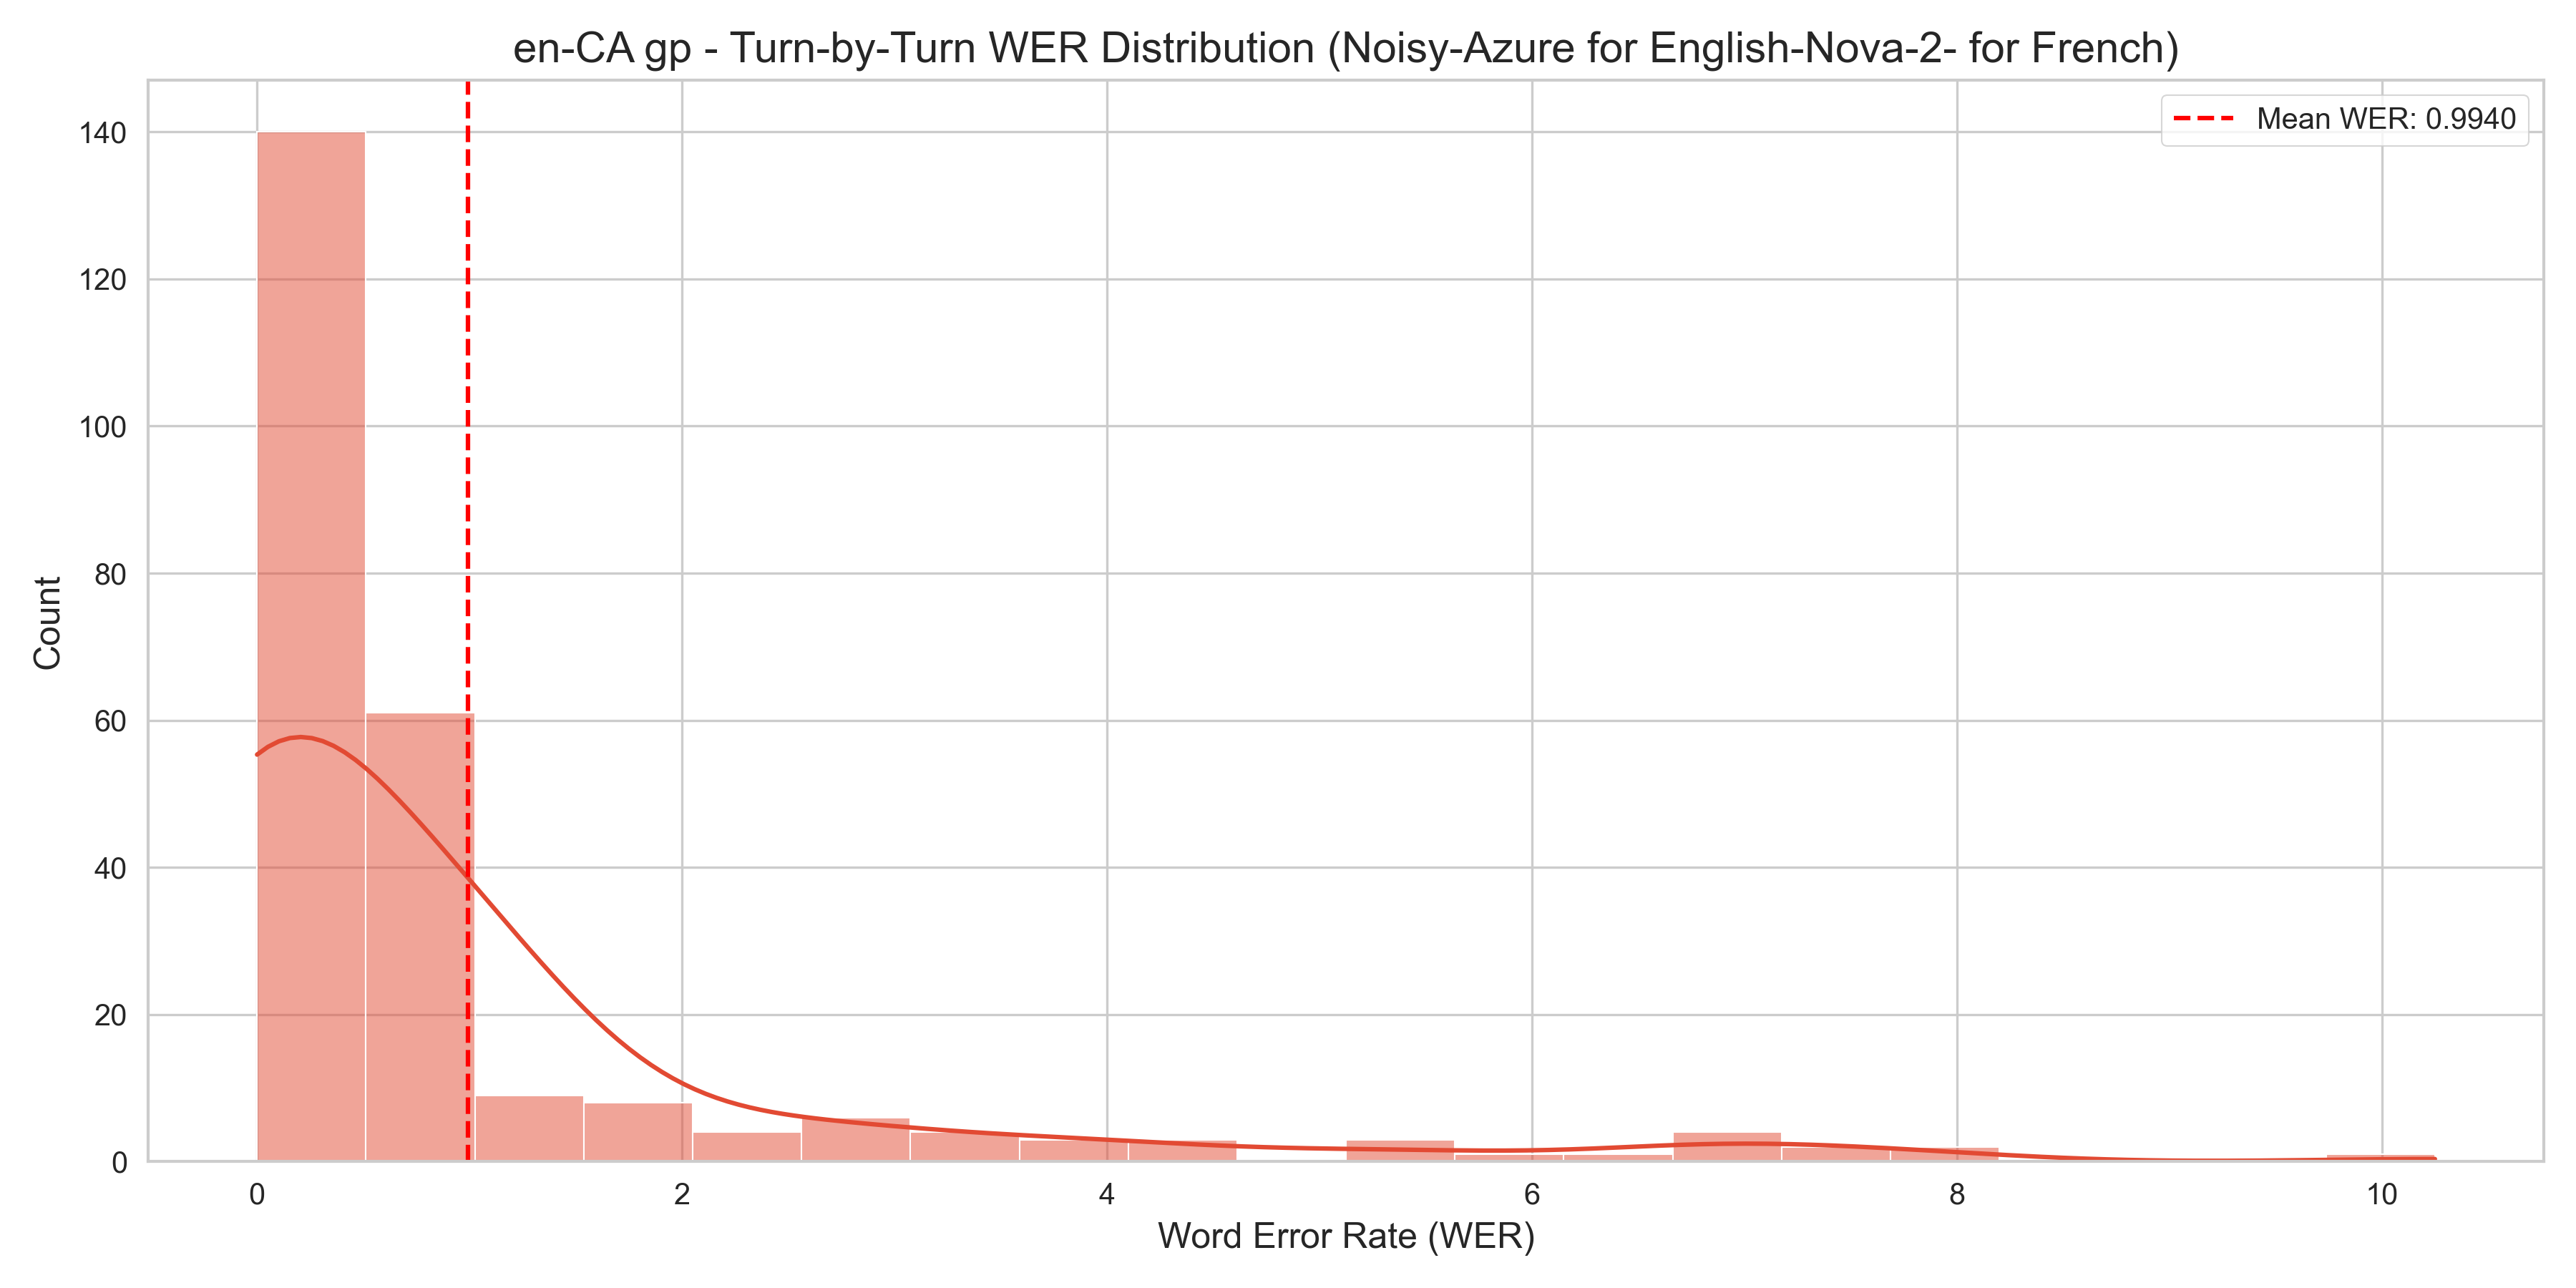 en-CA gp - Turn-by-Turn WER Distribution (Noisy-Azure for English-Nova-2- for French)
Mean WER: 0.9940
140
120
100
80
60
40
20
0
Count
0 2 4 6 8 10
Word Error Rate (WER)